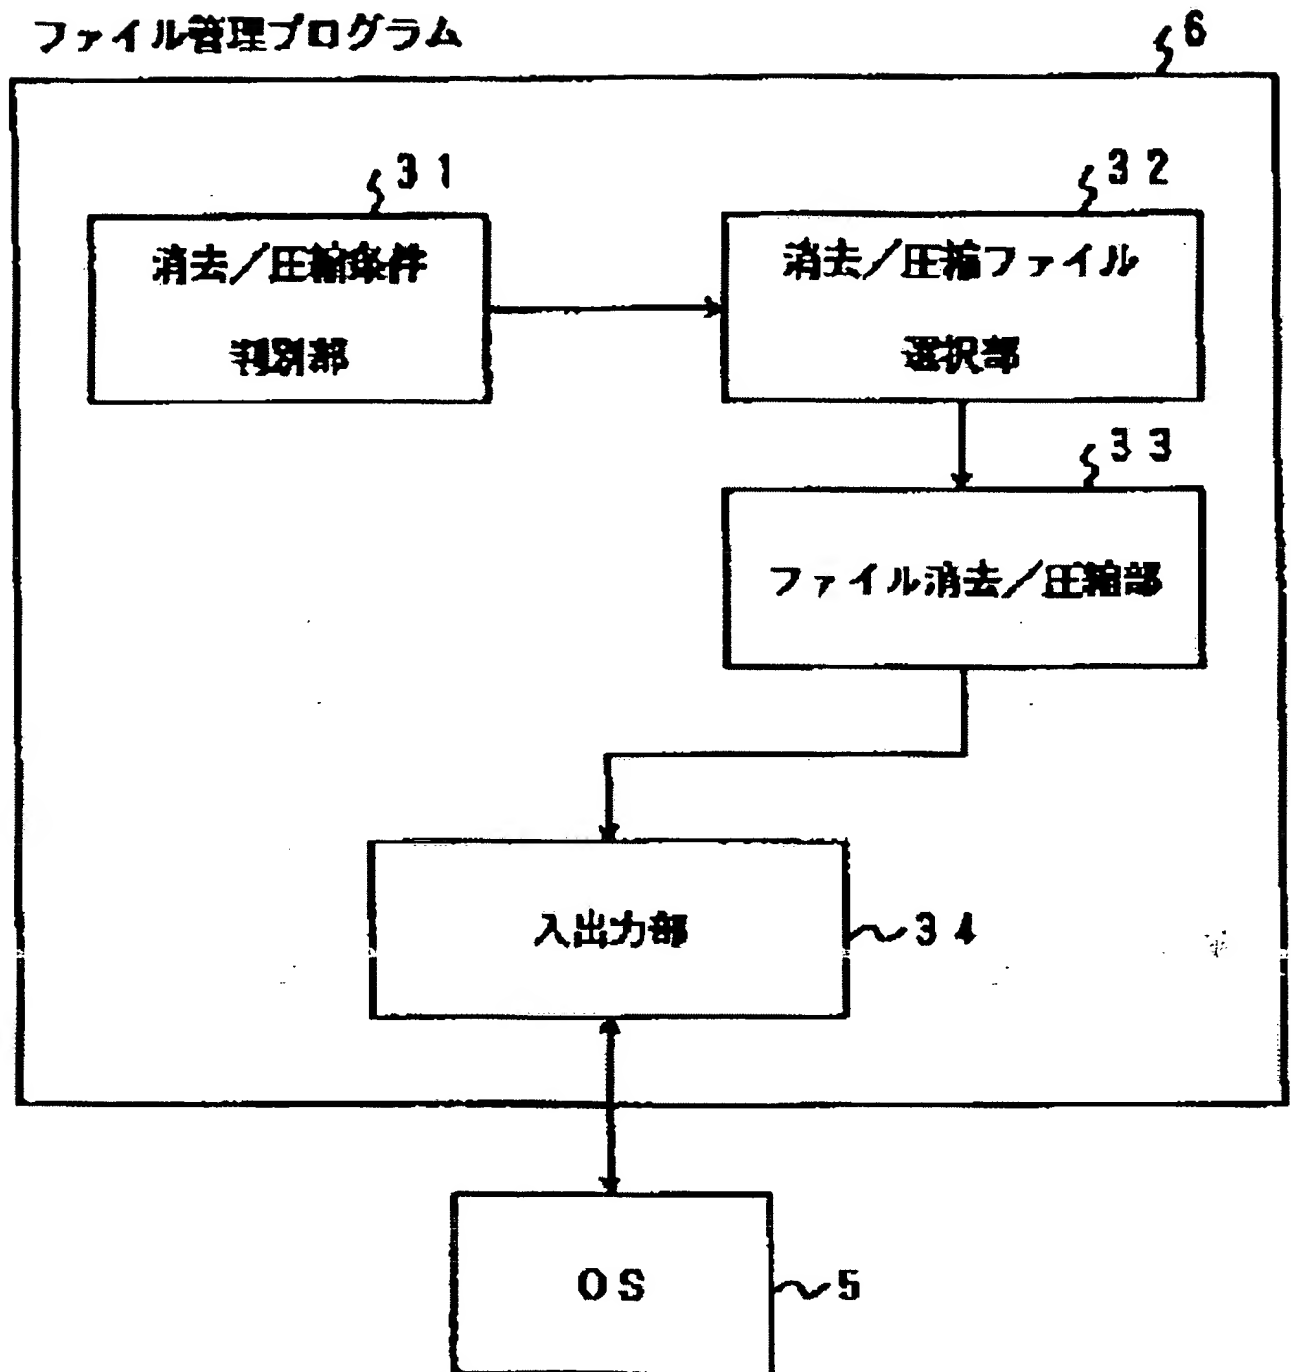 ファイル管理プログラム
6
31
消去／圧縮条件
判別部
32
消去／圧縮ファイル
選択部
33
ファイル消去／圧縮部
入出力部
34
OS
5